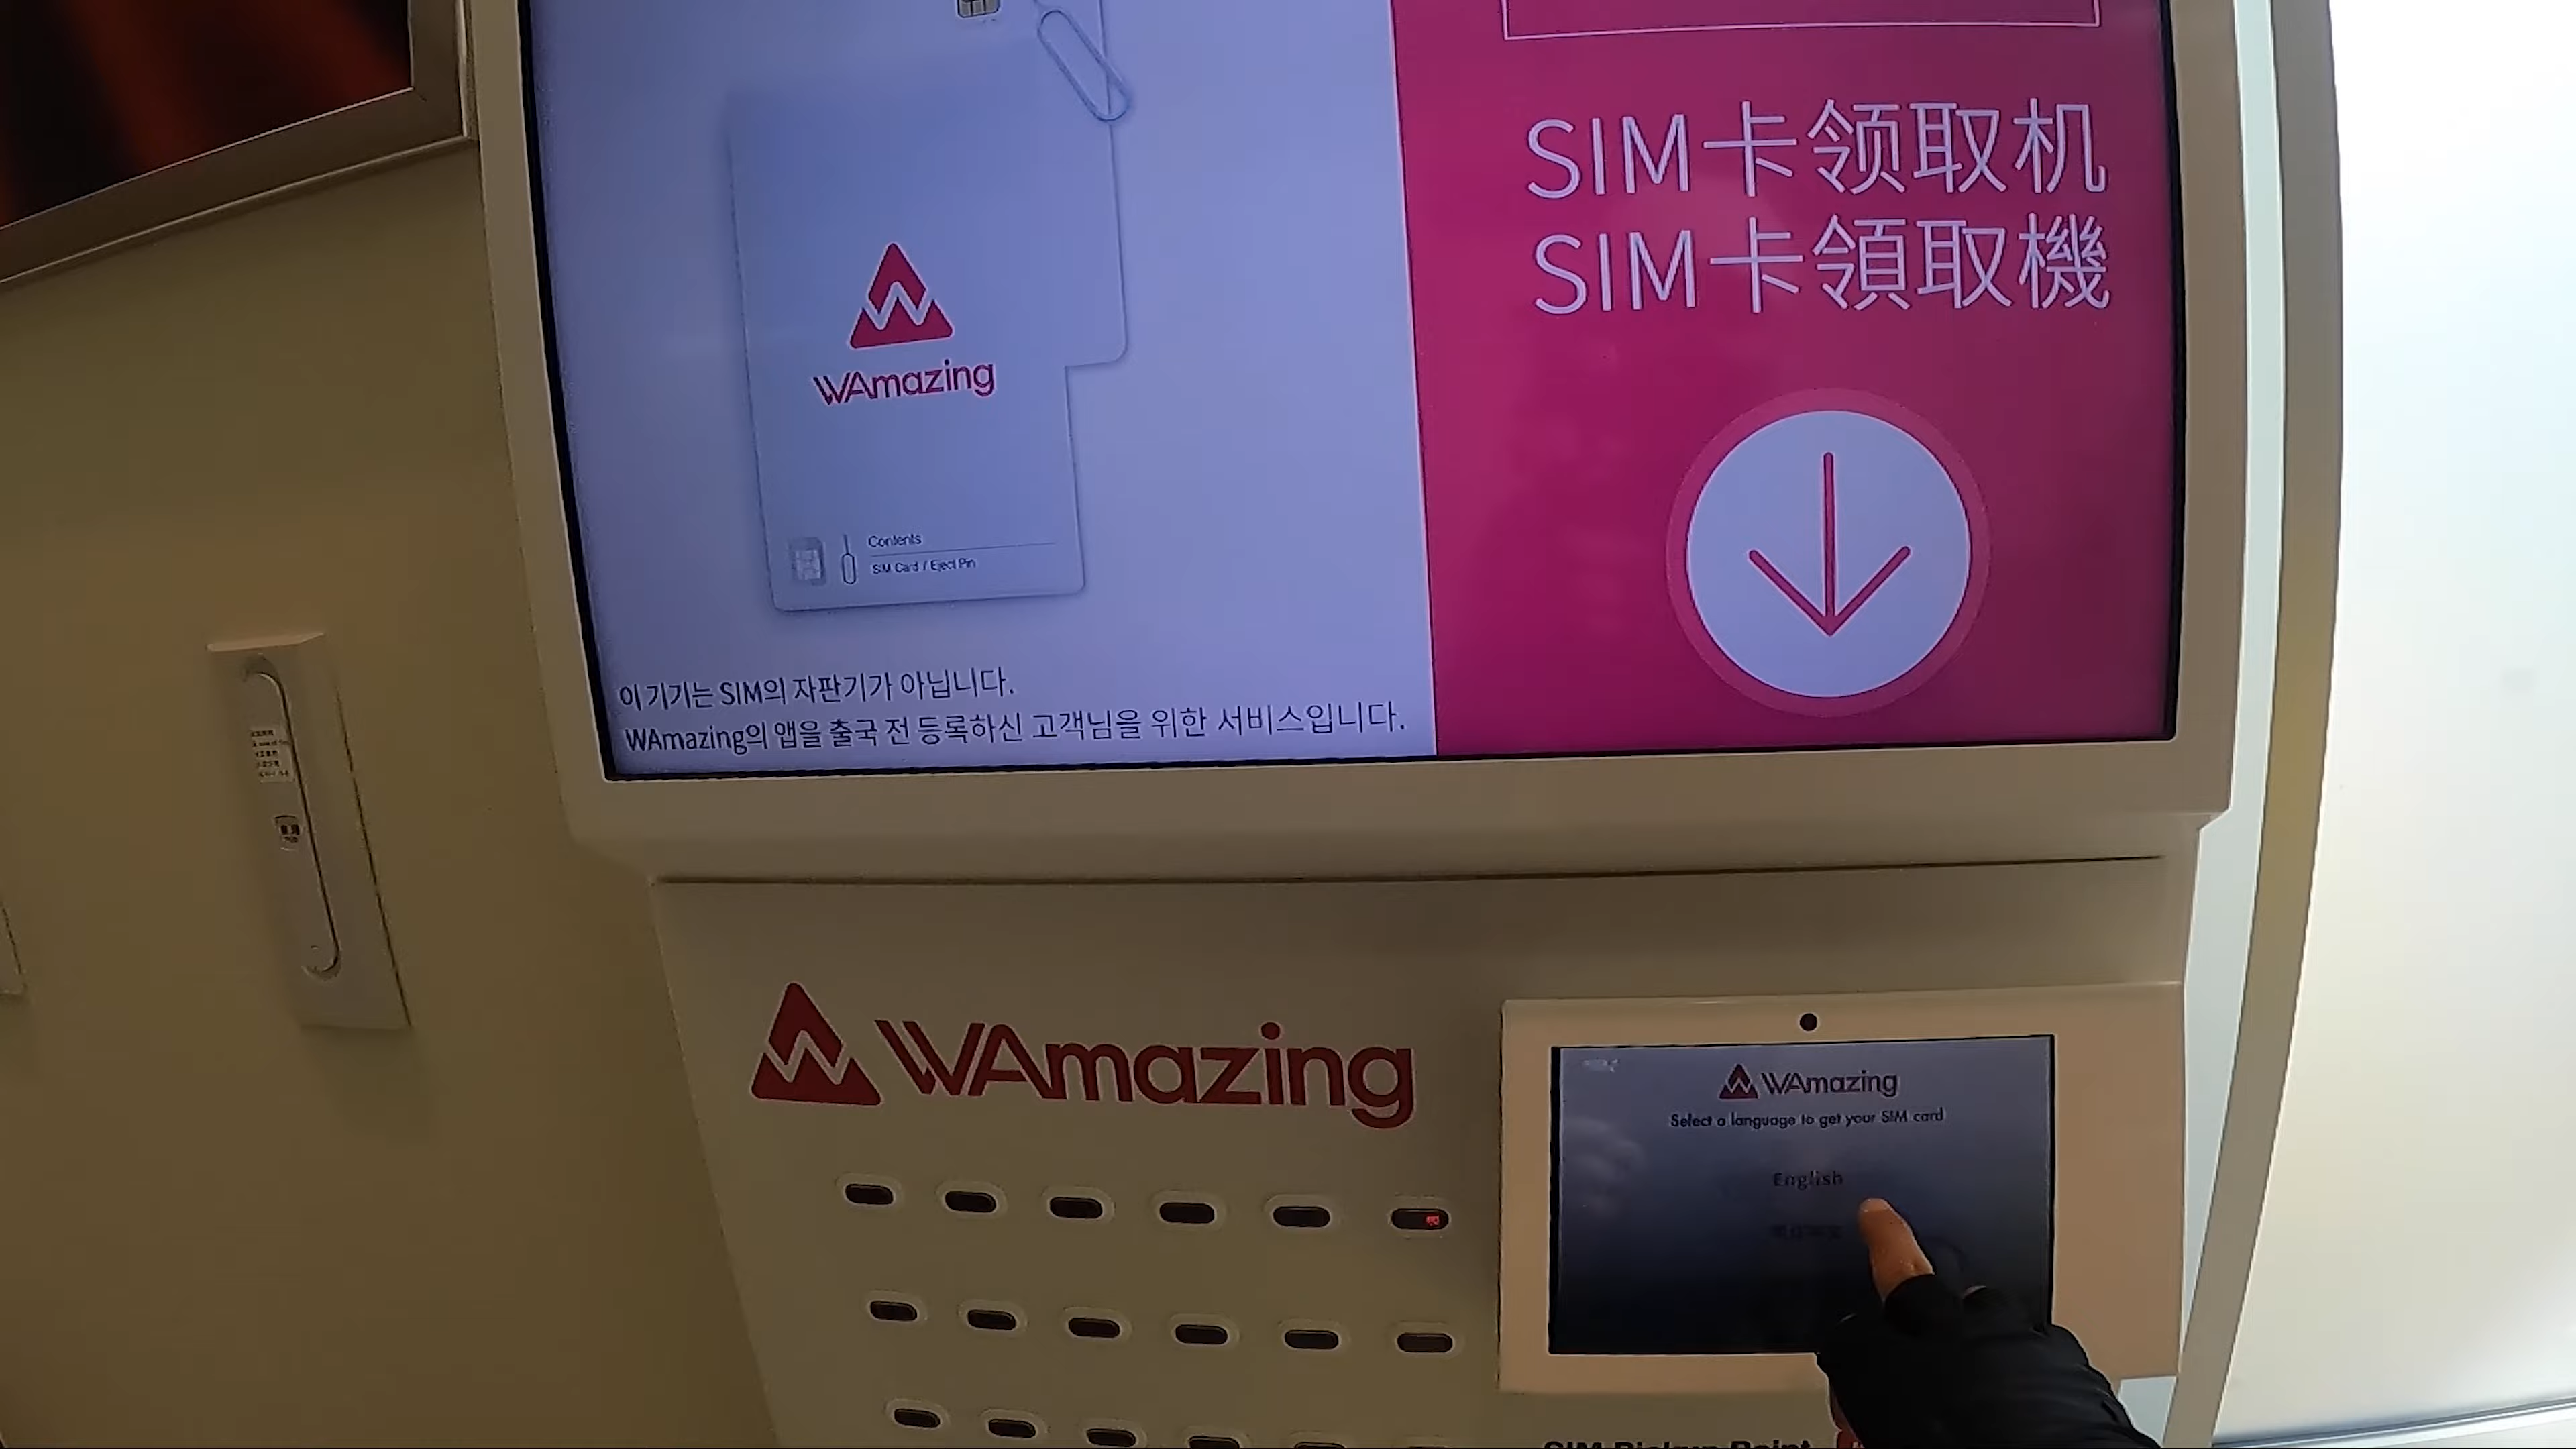 SIM卡领取机
SIM卡領取機
WAmazing
Contents
SIM Card / Eject Pin
이 기기는 SIM의 자판기가 아닙니다.
WAmazing의 앱을 출국 전 등록하신 고객님을 위한 서비스입니다.
WAmazing
WAmazing
Select a language to get your SIM card
English
SIM Pickup Point